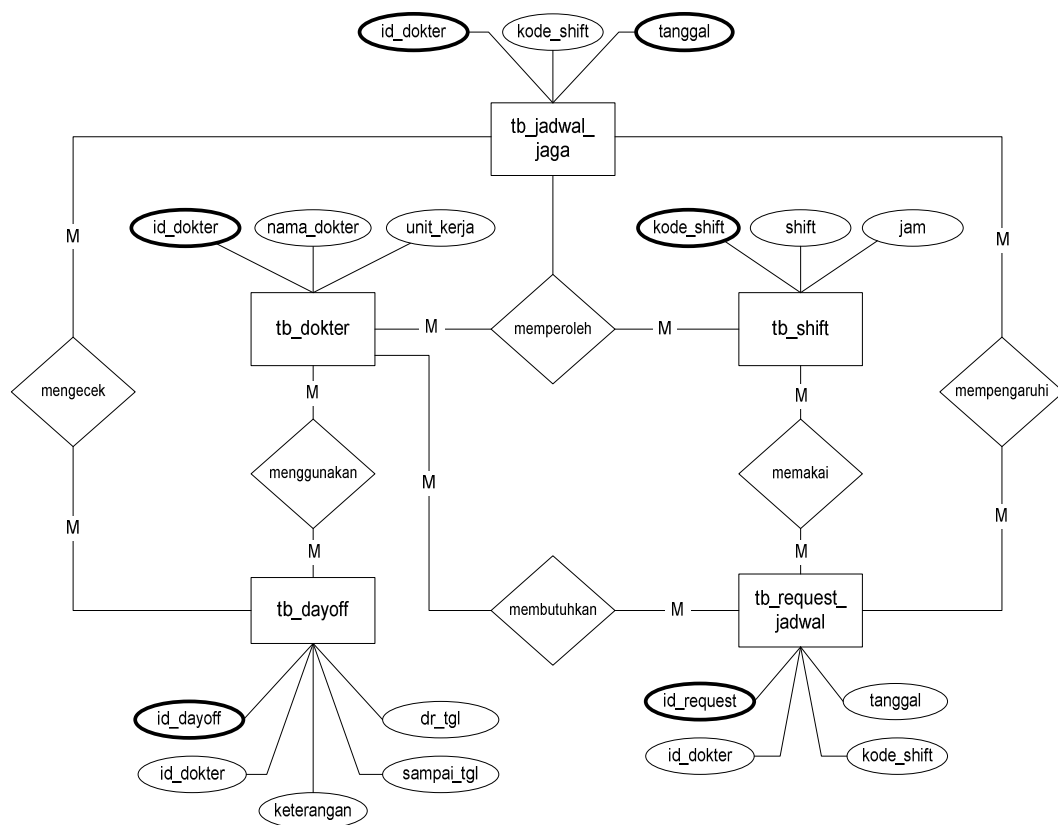 id_dokter
kode_shift
tanggal
tb_jadwal_
jaga
M
M
id_dokter
nama_dokter
unit_kerja
kode_shift
shift
jam
tb_dokter
M
memperoleh
M
tb_shift
M
M
mengecek
mempengaruhi
menggunakan
memakai
M
M
M
M
M
tb_dayoff
membutuhkan
M
tb_request_
jadwal
id_dayoff
dr_tgl
id_request
tanggal
id_dokter
sampai_tgl
id_dokter
kode_shift
keterangan